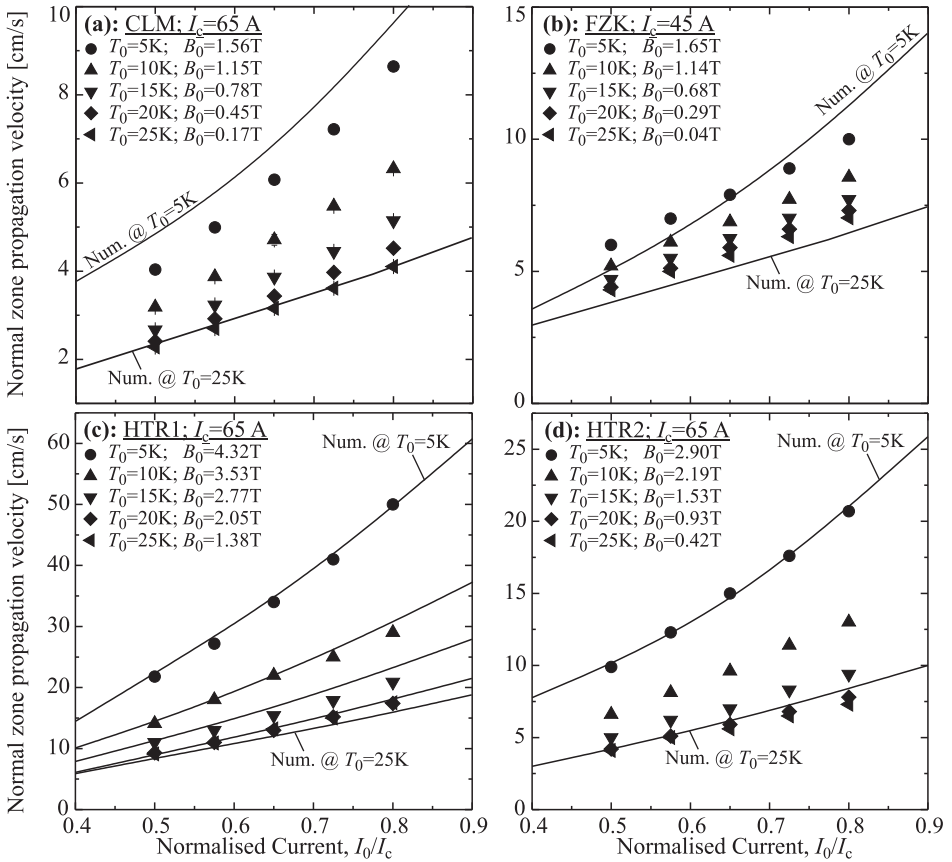 Normal zone propagation velocity [cm/s]
10
8
6
4
2
(a): CLM; Ic=65 A
T0=5K; B0=1.56T
T0=10K; B0=1.15T
T0=15K; B0=0.78T
T0=20K; B0=0.45T
T0=25K; B0=0.17T
Num. @ T0=5K
Num. @ T0=25K
15
10
5
0
(b): FZK; Ic=45 A
T0=5K; B0=1.65T
T0=10K; B0=1.14T
T0=15K; B0=0.68T
T0=20K; B0=0.29T
T0=25K; B0=0.04T
Num. @ T0=5K
Num. @ T0=25K
Normal zone propagation velocity [cm/s]
60
50
40
30
20
10
0
(c): HTR1; Ic=65 A
T0=5K; B0=4.32T
T0=10K; B0=3.53T
T0=15K; B0=2.77T
T0=20K; B0=2.05T
T0=25K; B0=1.38T
Num. @ T0=5K
Num. @ T0=25K
0.4 0.5 0.6 0.7 0.8 0.9
Normalised Current, I0/Ic
25
20
15
10
5
0
(d): HTR2; Ic=65 A
T0=5K; B0=2.90T
T0=10K; B0=2.19T
T0=15K; B0=1.53T
T0=20K; B0=0.93T
T0=25K; B0=0.42T
Num. @ T0=5K
Num. @ T0=25K
0.4 0.5 0.6 0.7 0.8 0.9
Normalised Current, I0/Ic